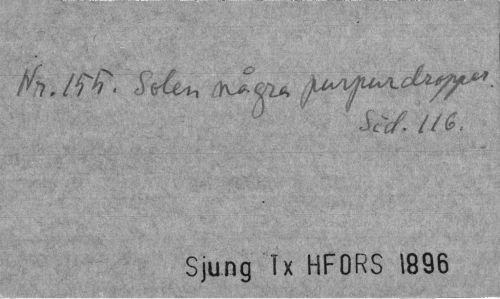 Nr. 155. Solen några purpurdroppar.
Sid. 116.
Sjung Tx HFORS 1896